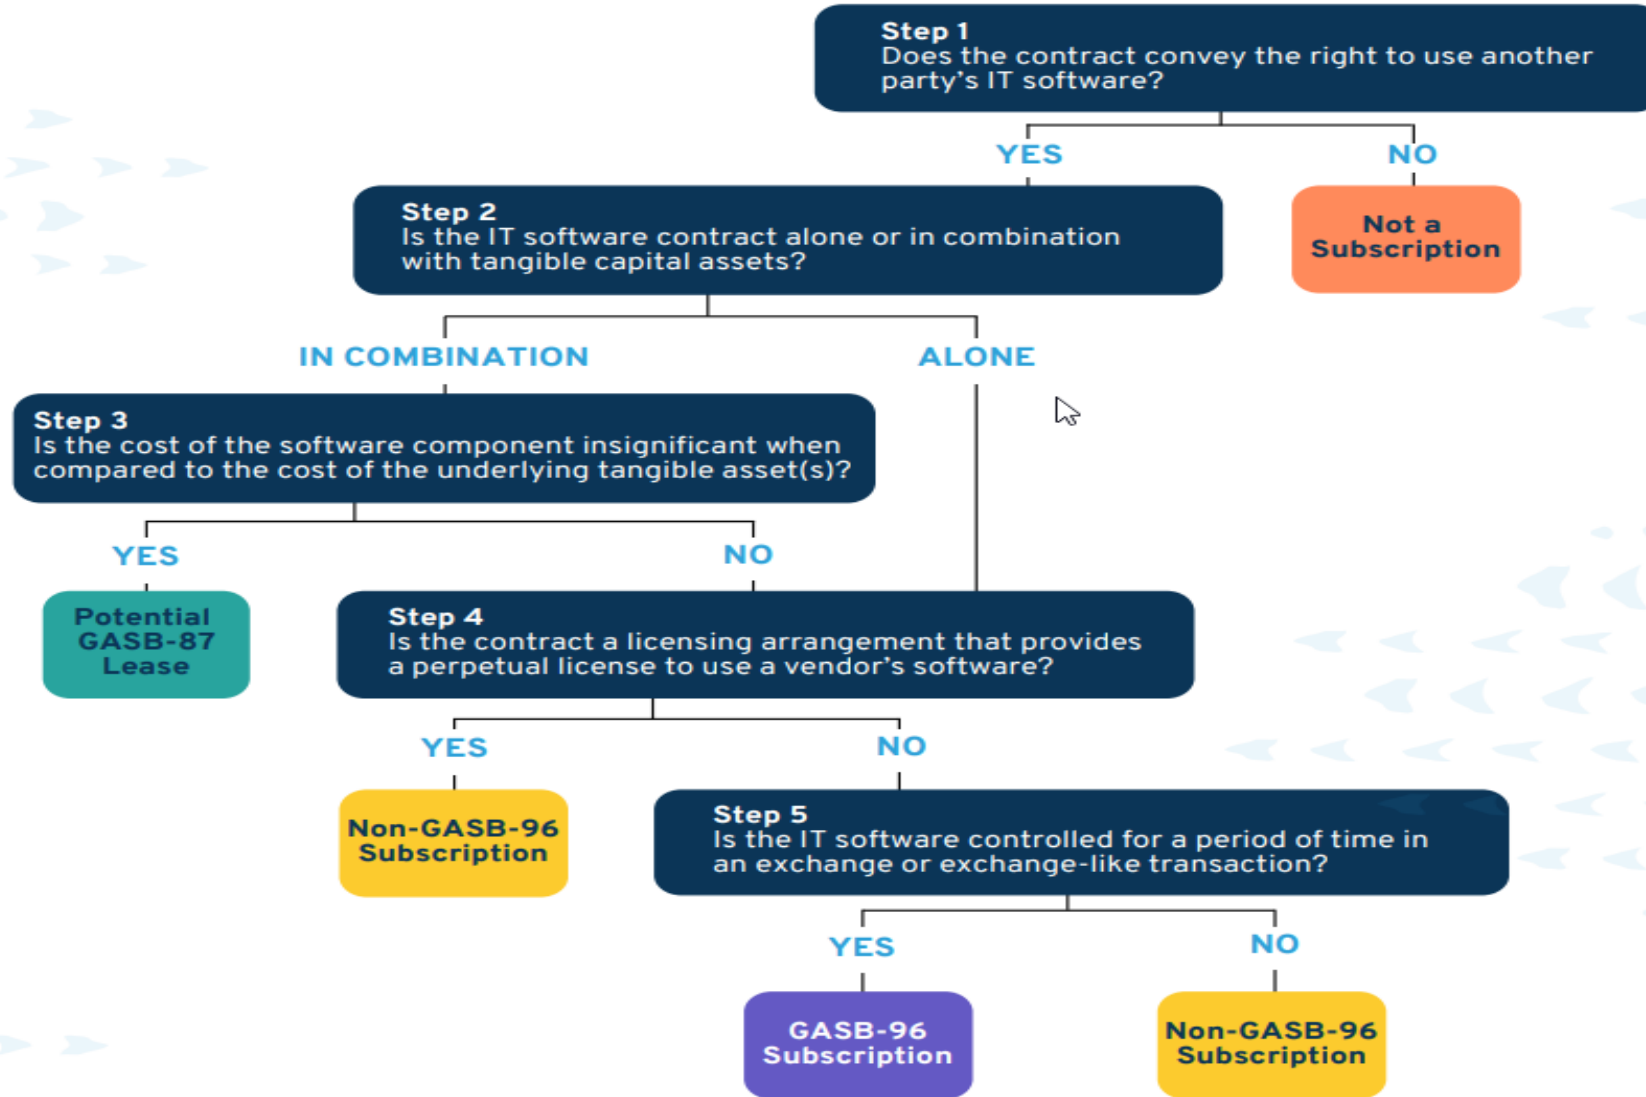 Step 1
Does the contract convey the right to use another
party's IT software?
YES
NO
Step 2
Is the IT software contract alone or in combination
with tangible capital assets?
Not a
Subscription
IN COMBINATION
ALONE
Step 3
Is the cost of the software component insignificant when
compared to the cost of the underlying tangible asset(s)?
YES
NO
Potential
GASB-87
Lease
Step 4
Is the contract a licensing arrangement that provides
a perpetual license to use a vendor's software?
YES
NO
Non-GASB-96
Subscription
Step 5
Is the IT software controlled for a period of time in
an exchange or exchange-like transaction?
YES
NO
GASB-96
Subscription
Non-GASB-96
Subscription